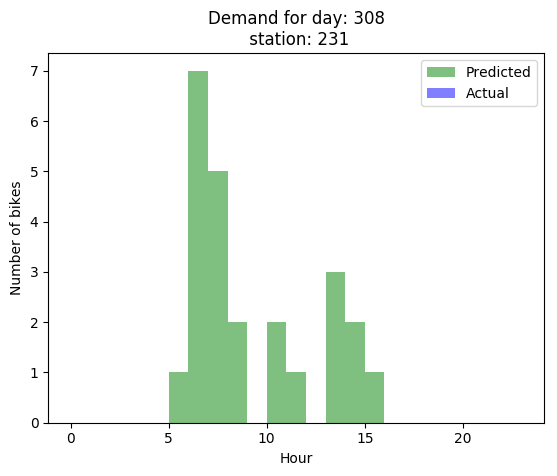 Demand for day: 308
station: 231
Predicted
Actual
7
6
5
4
3
2
1
0
Number of bikes
0 5 10 15 20
Hour